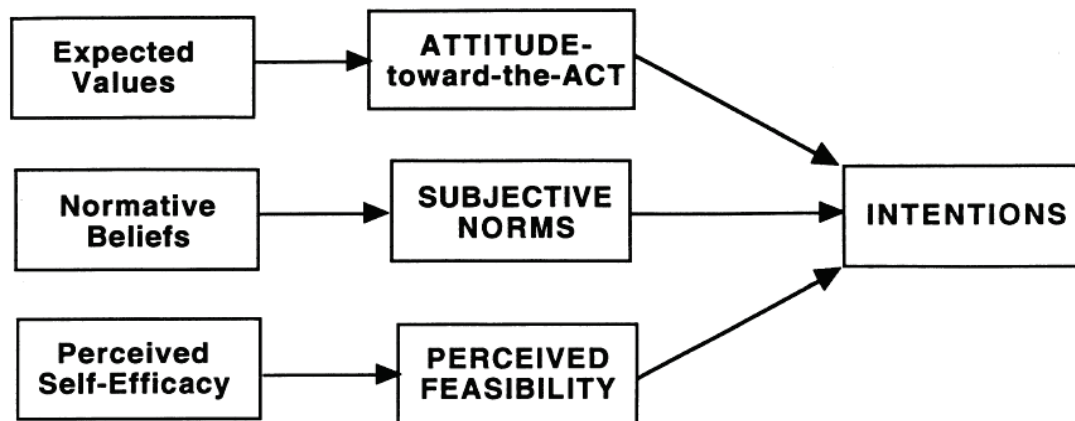 Expected
Values
ATTITUDE-
toward-the-ACT
Normative
Beliefs
SUBJECTIVE
NORMS
INTENTIONS
Perceived
Self-Efficacy
PERCEIVED
FEASIBILITY